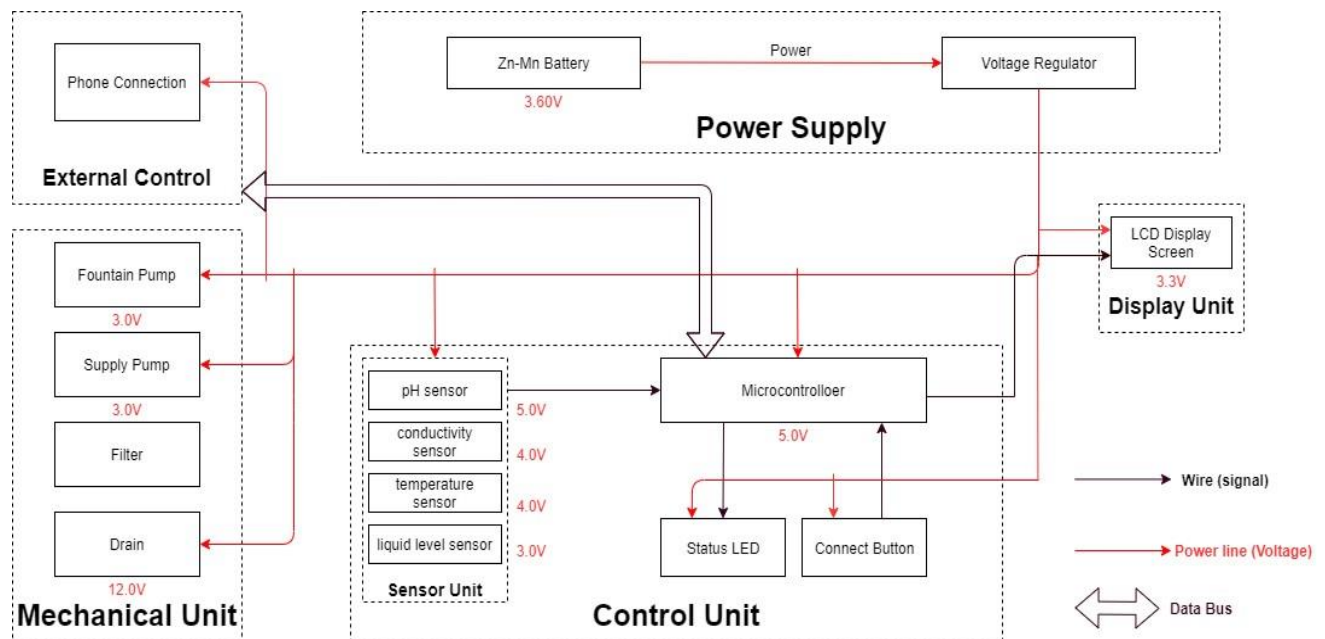 Phone Connection
External Control
Zn-Mn Battery
3.60V
Power
Voltage Regulator
Power Supply
Fountain Pump
3.0V
Supply Pump
3.0V
Filter
Drain
12.0V
Mechanical Unit
LCD Display
Screen
3.3V
Display Unit
pH sensor
5.0V
conductivity
sensor
4.0V
temperature
sensor
4.0V
liquid level sensor
3.0V
Sensor Unit
Microcontrolloer
5.0V
Status LED
Connect Button
Control Unit
Wire (signal)
Power line (Voltage)
Data Bus